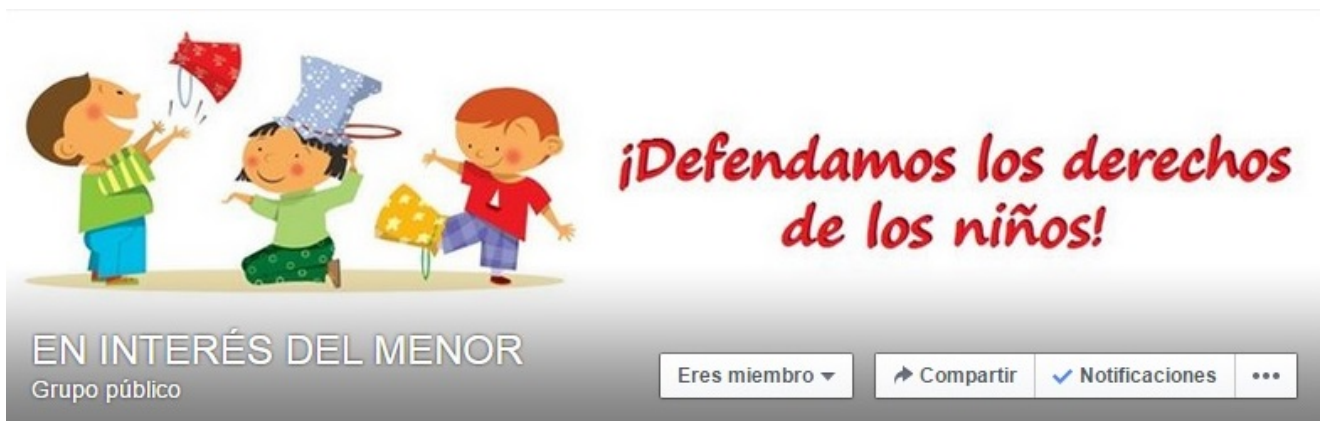 ¡Defendamos los derechos
de los niños!
EN INTERÉS DEL MENOR
Grupo público
Eres miembro
Compartir
Notificaciones